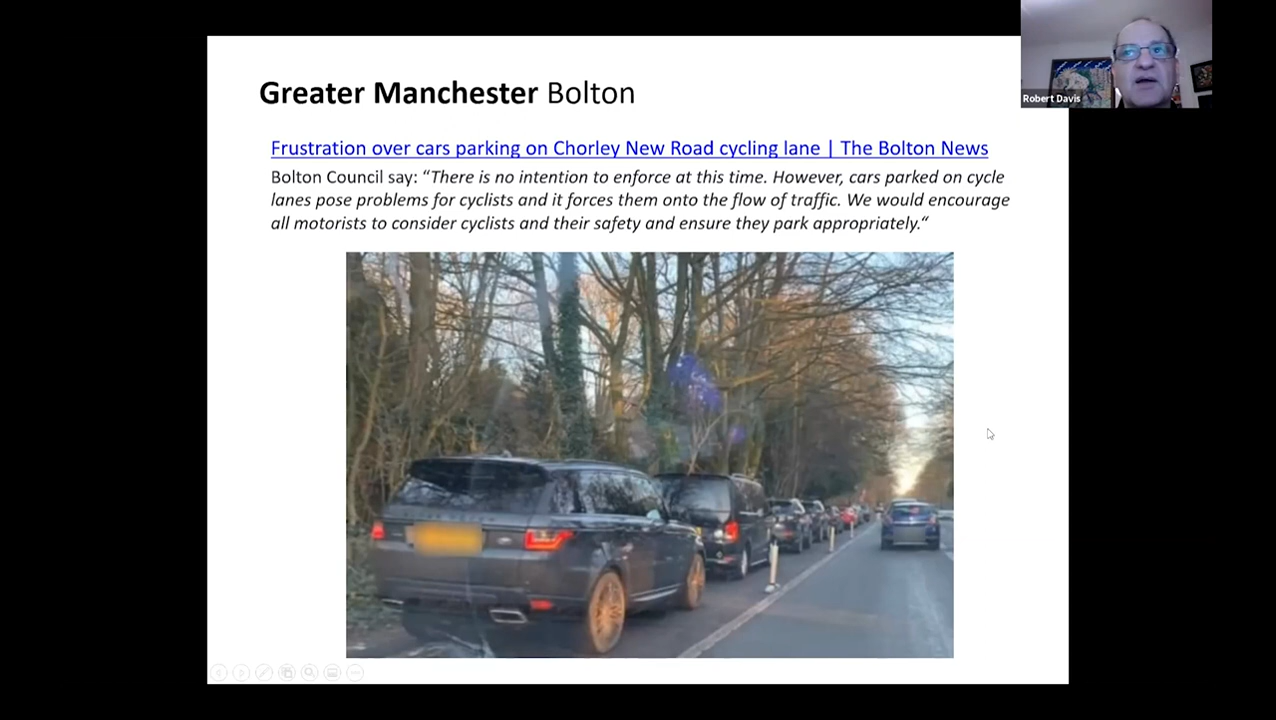 Greater Manchester Bolton
Frustration over cars parking on Chorley New Road cycling lane | The Bolton News
Bolton Council say: “There is no intention to enforce at this time. However, cars parked on cycle
lanes pose problems for cyclists and it forces them onto the flow of traffic. We would encourage
all motorists to consider cyclists and their safety and ensure they park appropriately.“
Robert Davis